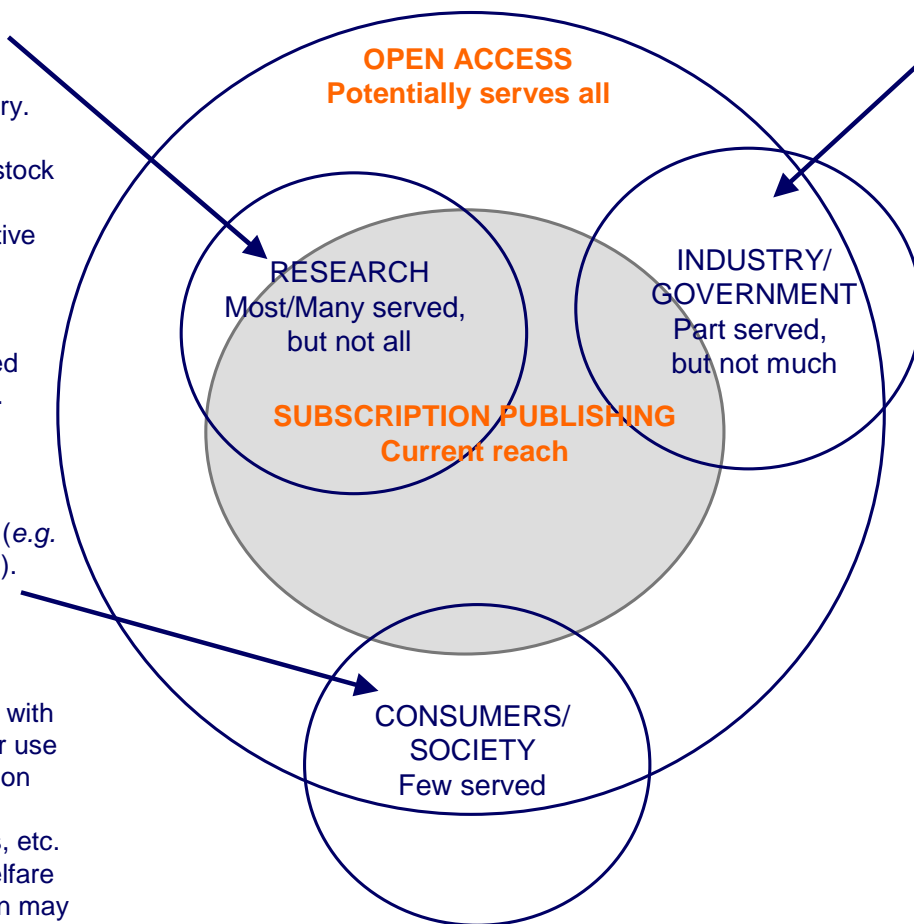 OPEN ACCESS
Potentially serves all
ry.
stock
tive
ed
(e.g.
).
with
r use
on
s, etc.
elfare
n may
RESEARCH
Most/Many served,
but not all
INDUSTRY/
GOVERNMENT
Part served,
but not much
SUBSCRIPTION PUBLISHING
Current reach
CONSUMERS/
SOCIETY
Few served